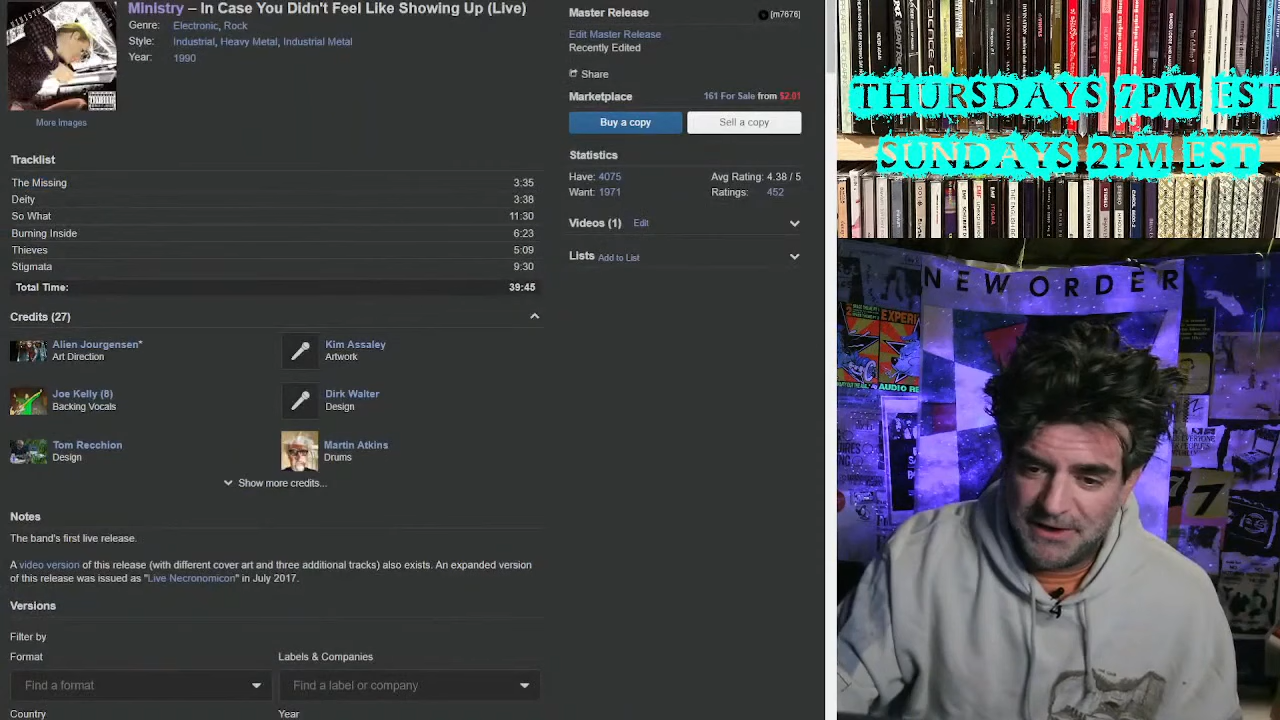 Ministry – In Case You Didn't Feel Like Showing Up (Live)
Genre: Electronic, Rock
Style: Industrial, Heavy Metal, Industrial Metal
Year: 1990
More Images
Tracklist
The Missing 3:35
Deity 3:38
So What 11:30
Burning Inside 6:23
Thieves 5:09
Stigmata 9:30
Total Time: 39:45
Credits (27)
Alien Jourgensen*
Art Direction
Kim Assaley
Artwork
Joe Kelly (8)
Backing Vocals
Dirk Walter
Design
Tom Recchion
Design
Martin Atkins
Drums
Show more credits...
Notes
The band's first live release.
A video version of this release (with different cover art and three additional tracks) also exists. An expanded version
of this release was issued as "Live Necronomicon" in July 2017.
Versions
Filter by
Format
Labels & Companies
Find a format
Find a label or company
Country
Year
Master Release
[m7676]
Edit Master Release
Recently Edited
Share
Marketplace
161 For Sale from $2.01
Buy a copy
Sell a copy
Statistics
Have: 4075
Avg Rating: 4.38 / 5
Want: 1971
Ratings: 452
Videos (1) Edit
Lists Add to List
THURSDAYS 7PM EST
SUNDAYS 2PM EST
NEW ORDER
EXPERI
AUDIO RE
7